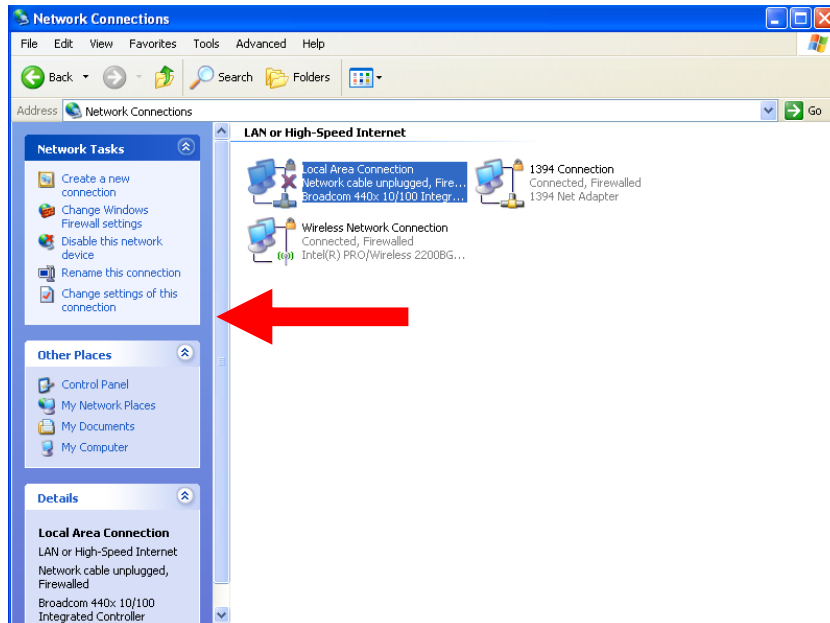 Network Connections
File Edit View Favorites Tools Advanced Help
Back Search Folders
Address Network Connections Go
Network Tasks
Create a new
connection
Change Windows
Firewall settings
Disable this network
device
Rename this connection
Change settings of this
connection
Other Places
Control Panel
My Network Places
My Documents
My Computer
Details
Local Area Connection
LAN or High-Speed Internet
Network cable unplugged,
Firewalled
Broadcom 440x 10/100
Integrated Controller
LAN or High-Speed Internet
Local Area Connection
Network cable unplugged, Fire...
Broadcom 440x 10/100 Integr...
1394 Connection
Connected, Firewalled
1394 Net Adapter
Wireless Network Connection
Connected, Firewalled
Intel(R) PRO/Wireless 2200BG...